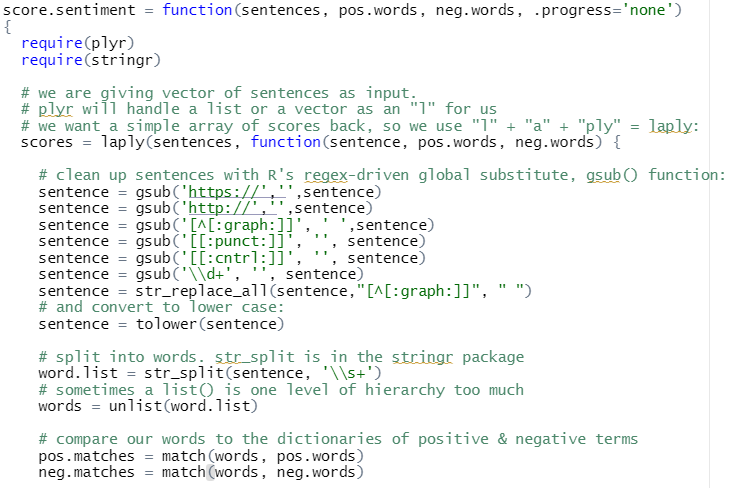 score.sentiment = function(sentences, pos.words, neg.words, .progress='none')
{
  require(plyr)
  require(stringr)

  # we are giving vector of sentences as input.
  # plyr will handle a list or a vector as an "l" for us
  # we want a simple array of scores back, so we use "l" + "a" + "ply" = laply:
  scores = laply(sentences, function(sentence, pos.words, neg.words) {

    # clean up sentences with R's regex-driven global substitute, gsub() function:
    sentence = gsub('https://','',sentence)
    sentence = gsub('http://','',sentence)
    sentence = gsub('[^[:graph:]]', ' ',sentence)
    sentence = gsub('[[:punct:]]', '', sentence)
    sentence = gsub('[[:cntrl:]]', '', sentence)
    sentence = gsub('\\d+', '', sentence)
    sentence = str_replace_all(sentence,"[^[:graph:]]", " ")
    # and convert to lower case:
    sentence = tolower(sentence)

    # split into words. str_split is in the stringr package
    word.list = str_split(sentence, '\\s+')
    # sometimes a list() is one level of hierarchy too much
    words = unlist(word.list)

    # compare our words to the dictionaries of positive & negative terms
    pos.matches = match(words, pos.words)
    neg.matches = match(words, neg.words)